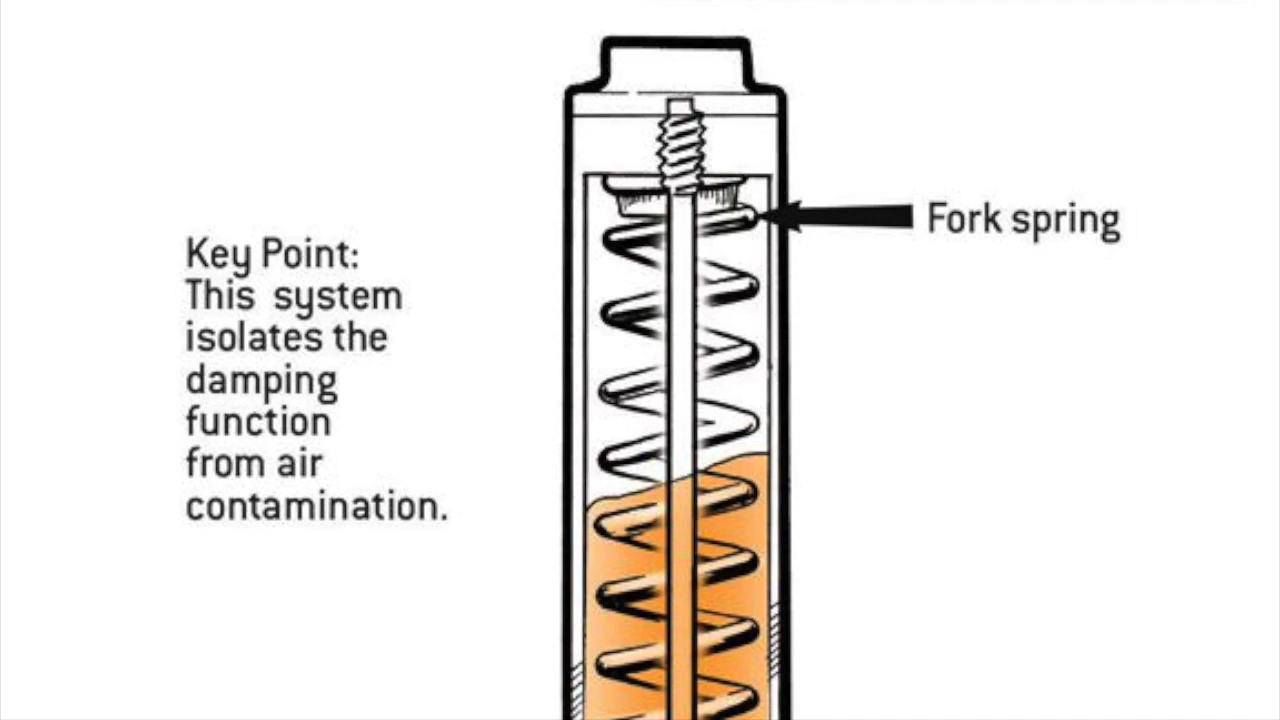 Fork spring
Key Point:
This system
isolates the
damping
function
from air
contamination.